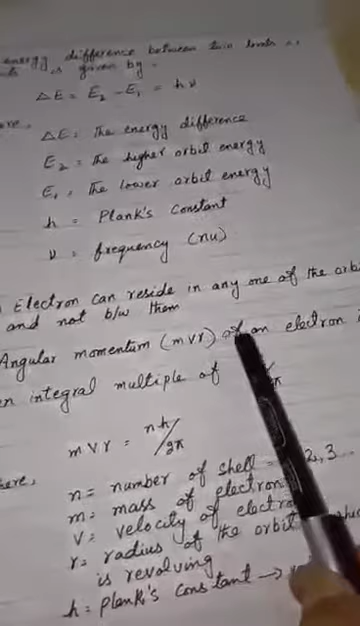 energy difference between two levels
is given by -
ΔE = E₂ - E₁ = hν
ΔE = the energy difference
E₂ = the higher orbit energy
E₁ = The lower orbit energy
h = Plank's Constant
ν = frequency (nu)
Electron can reside in any one of the
and not b/w them
Angular momentum (mvr) of an electron
integral multiple of
mvr = nh/2π
n = number of shell = 2, 3...
m = mass of electron
v = velocity of
r = radius of the orbit
is revolving
h = plank's constant →